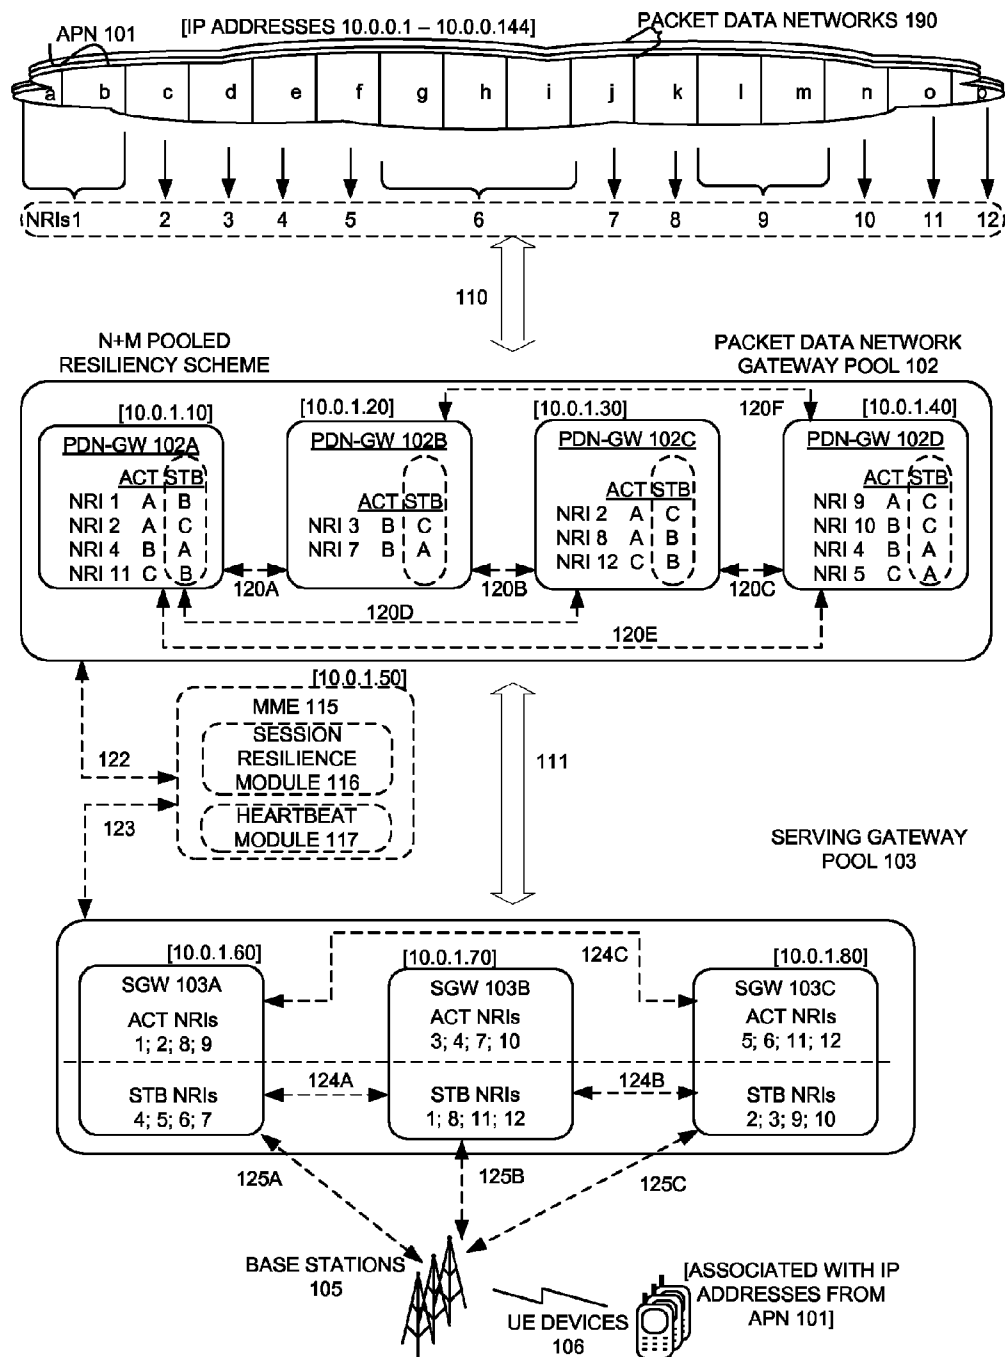 [IP ADDRESSES 10.0.0.1 – 10.0.0.144]
PACKET DATA NETWORKS 190
APN 101
a b c d e f g h i j k l m n o p
NRIs 1 2 3 4 5 6 7 8 9 10 11 12
110
N+M POOLED
RESILIENCY SCHEME
PACKET DATA NETWORK
GATEWAY POOL 102
[10.0.1.10]
PDN-GW 102A
ACT STB
NRI 1 A B
NRI 2 A C
NRI 4 B A
NRI 11 C B
[10.0.1.20]
PDN-GW 102B
ACT STB
NRI 3 B C
NRI 7 B A
[10.0.1.30]
PDN-GW 102C
ACT STB
NRI 2 A C
NRI 8 A B
NRI 12 C B
120F
[10.0.1.40]
PDN-GW 102D
ACT STB
NRI 9 A C
NRI 10 B C
NRI 4 B A
NRI 5 C A
120A
120B
120C
120D
120E
[10.0.1.50]
MME 115
SESSION
RESILIENCE
MODULE 116
HEARTBEAT
MODULE 117
122
123
111
SERVING GATEWAY
POOL 103
[10.0.1.60]
SGW 103A
ACT NRIs
1; 2; 8; 9
STB NRIs
4; 5; 6; 7
[10.0.1.70]
SGW 103B
ACT NRIs
3; 4; 7; 10
STB NRIs
1; 8; 11; 12
124C
[10.0.1.80]
SGW 103C
ACT NRIs
5; 6; 11; 12
STB NRIs
2; 3; 9; 10
124A
124B
125A
125B
125C
BASE STATIONS
105
UE DEVICES
106
[ASSOCIATED WITH IP
ADDRESSES FROM
APN 101]